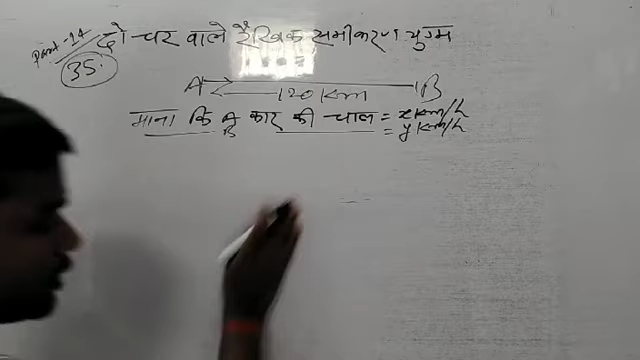 Part-14
दो चर वाले रैखिक समीकरण युग्म
35.
A B
120 Km
माना कि A कार की चाल = x km/h
B = y km/h